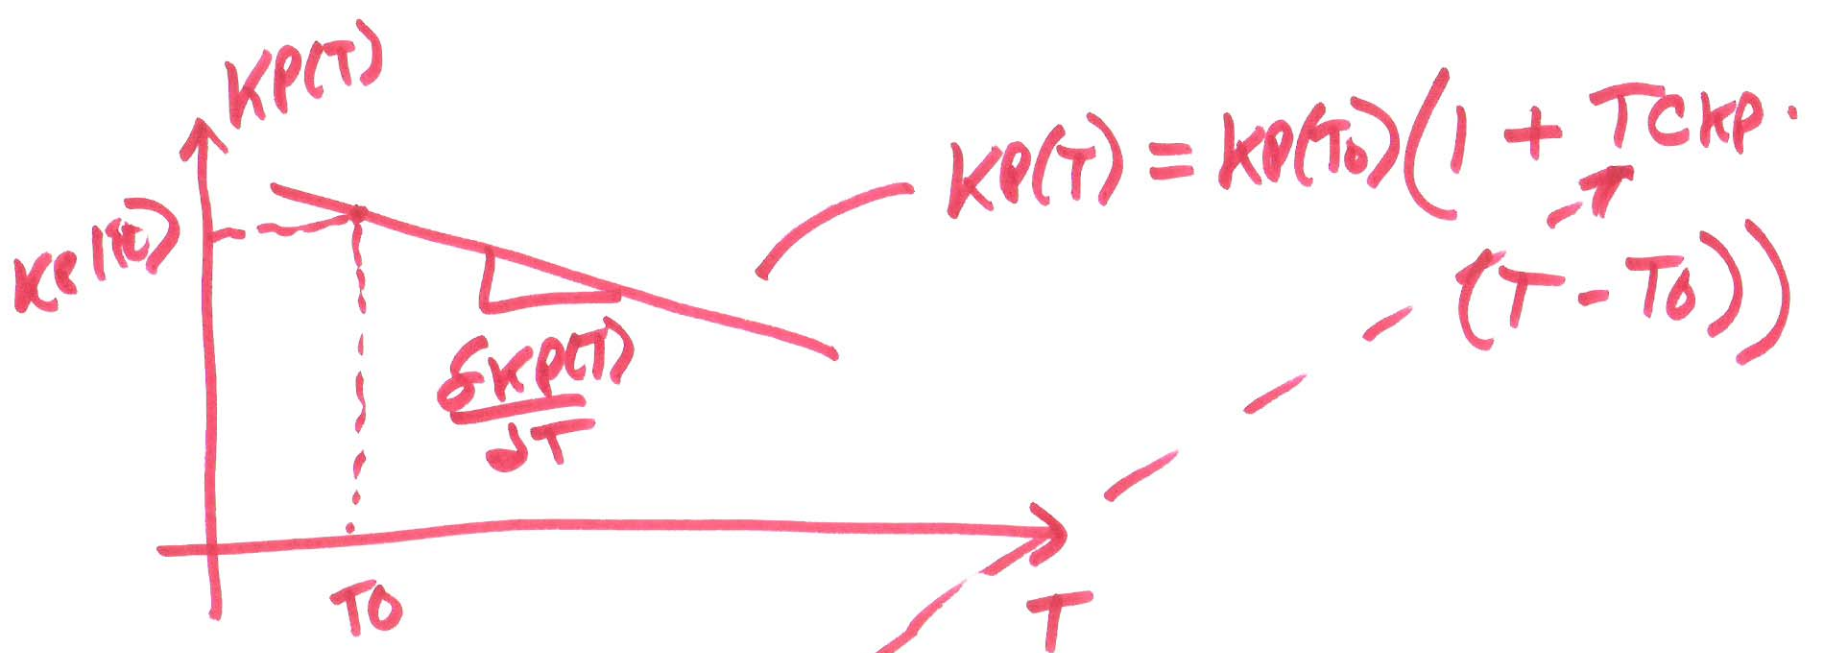 KP(T)
KP(T) = KP(T0)(1 + TCKP ·
(T - T0))
KP(T0)
δKP(T)
δT
T0
T